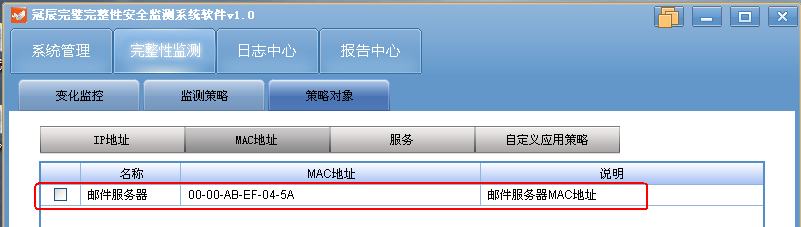 冠辰完璧完整性安全监测系统软件v1.0
系统管理 完整性监测 日志中心 报告中心
变化监控 监测策略 策略对象
IP地址 MAC地址 服务 自定义应用策略
名称 MAC地址 说明
邮件服务器 00-00-AB-EF-04-5A 邮件服务器MAC地址